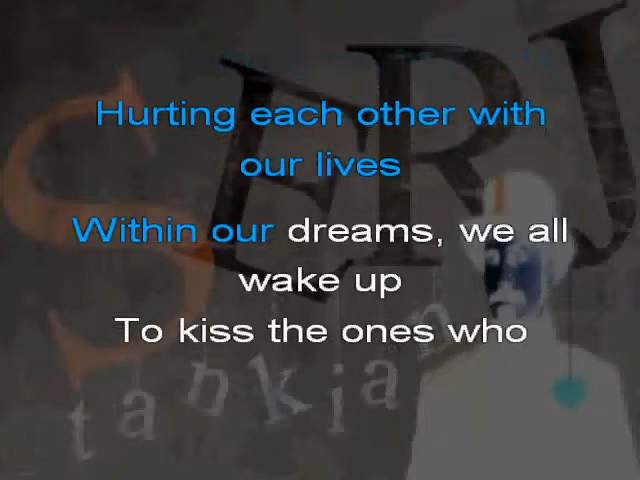 SERJ
Hurting each other with
our lives
Within our dreams, we all
wake up
To kiss the ones who
tankian